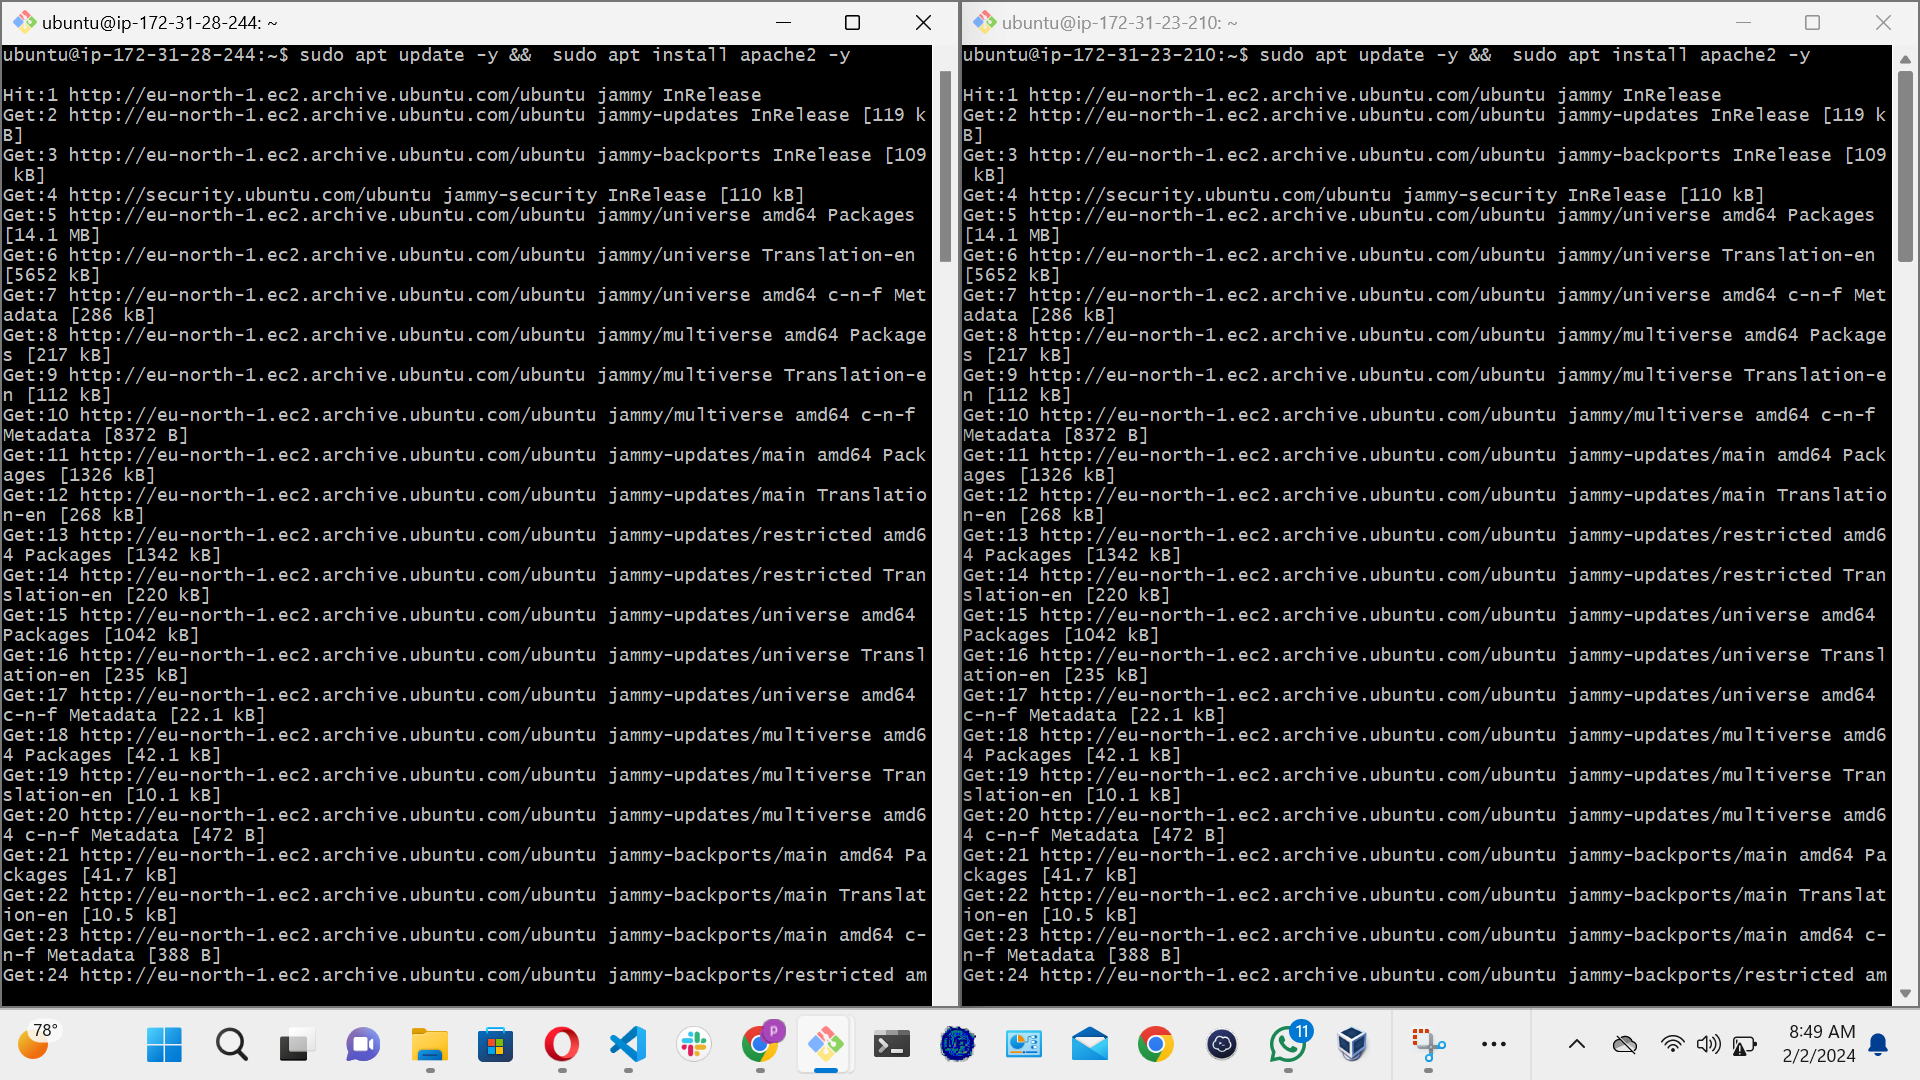 ubuntu@ip-172-31-28-244: ~
ubuntu@ip-172-31-28-244:~$ sudo apt update -y &&  sudo apt install apache2 -y
Hit:1 http://eu-north-1.ec2.archive.ubuntu.com/ubuntu jammy InRelease
Get:2 http://eu-north-1.ec2.archive.ubuntu.com/ubuntu jammy-updates InRelease [119 k
B]
Get:3 http://eu-north-1.ec2.archive.ubuntu.com/ubuntu jammy-backports InRelease [109
 kB]
Get:4 http://security.ubuntu.com/ubuntu jammy-security InRelease [110 kB]
Get:5 http://eu-north-1.ec2.archive.ubuntu.com/ubuntu jammy/universe amd64 Packages
[14.1 MB]
Get:6 http://eu-north-1.ec2.archive.ubuntu.com/ubuntu jammy/universe Translation-en
[5652 kB]
Get:7 http://eu-north-1.ec2.archive.ubuntu.com/ubuntu jammy/universe amd64 c-n-f Met
adata [286 kB]
Get:8 http://eu-north-1.ec2.archive.ubuntu.com/ubuntu jammy/multiverse amd64 Package
s [217 kB]
Get:9 http://eu-north-1.ec2.archive.ubuntu.com/ubuntu jammy/multiverse Translation-e
n [112 kB]
Get:10 http://eu-north-1.ec2.archive.ubuntu.com/ubuntu jammy/multiverse amd64 c-n-f
Metadata [8372 B]
Get:11 http://eu-north-1.ec2.archive.ubuntu.com/ubuntu jammy-updates/main amd64 Pack
ages [1326 kB]
Get:12 http://eu-north-1.ec2.archive.ubuntu.com/ubuntu jammy-updates/main Translatio
n-en [268 kB]
Get:13 http://eu-north-1.ec2.archive.ubuntu.com/ubuntu jammy-updates/restricted amd6
4 Packages [1342 kB]
Get:14 http://eu-north-1.ec2.archive.ubuntu.com/ubuntu jammy-updates/restricted Tran
slation-en [220 kB]
Get:15 http://eu-north-1.ec2.archive.ubuntu.com/ubuntu jammy-updates/universe amd64
Packages [1042 kB]
Get:16 http://eu-north-1.ec2.archive.ubuntu.com/ubuntu jammy-updates/universe Transl
ation-en [235 kB]
Get:17 http://eu-north-1.ec2.archive.ubuntu.com/ubuntu jammy-updates/universe amd64
c-n-f Metadata [22.1 kB]
Get:18 http://eu-north-1.ec2.archive.ubuntu.com/ubuntu jammy-updates/multiverse amd6
4 Packages [42.1 kB]
Get:19 http://eu-north-1.ec2.archive.ubuntu.com/ubuntu jammy-updates/multiverse Tran
slation-en [10.1 kB]
Get:20 http://eu-north-1.ec2.archive.ubuntu.com/ubuntu jammy-updates/multiverse amd6
4 c-n-f Metadata [472 B]
Get:21 http://eu-north-1.ec2.archive.ubuntu.com/ubuntu jammy-backports/main amd64 Pa
ckages [41.7 kB]
Get:22 http://eu-north-1.ec2.archive.ubuntu.com/ubuntu jammy-backports/main Translat
ion-en [10.5 kB]
Get:23 http://eu-north-1.ec2.archive.ubuntu.com/ubuntu jammy-backports/main amd64 c-
n-f Metadata [388 B]
Get:24 http://eu-north-1.ec2.archive.ubuntu.com/ubuntu jammy-backports/restricted am
ubuntu@ip-172-31-23-210: ~
ubuntu@ip-172-31-23-210:~$ sudo apt update -y &&  sudo apt install apache2 -y
Hit:1 http://eu-north-1.ec2.archive.ubuntu.com/ubuntu jammy InRelease
Get:2 http://eu-north-1.ec2.archive.ubuntu.com/ubuntu jammy-updates InRelease [119 k
B]
Get:3 http://eu-north-1.ec2.archive.ubuntu.com/ubuntu jammy-backports InRelease [109
 kB]
Get:4 http://security.ubuntu.com/ubuntu jammy-security InRelease [110 kB]
Get:5 http://eu-north-1.ec2.archive.ubuntu.com/ubuntu jammy/universe amd64 Packages
[14.1 MB]
Get:6 http://eu-north-1.ec2.archive.ubuntu.com/ubuntu jammy/universe Translation-en
[5652 kB]
Get:7 http://eu-north-1.ec2.archive.ubuntu.com/ubuntu jammy/universe amd64 c-n-f Met
adata [286 kB]
Get:8 http://eu-north-1.ec2.archive.ubuntu.com/ubuntu jammy/multiverse amd64 Package
s [217 kB]
Get:9 http://eu-north-1.ec2.archive.ubuntu.com/ubuntu jammy/multiverse Translation-e
n [112 kB]
Get:10 http://eu-north-1.ec2.archive.ubuntu.com/ubuntu jammy/multiverse amd64 c-n-f
Metadata [8372 B]
Get:11 http://eu-north-1.ec2.archive.ubuntu.com/ubuntu jammy-updates/main amd64 Pack
ages [1326 kB]
Get:12 http://eu-north-1.ec2.archive.ubuntu.com/ubuntu jammy-updates/main Translatio
n-en [268 kB]
Get:13 http://eu-north-1.ec2.archive.ubuntu.com/ubuntu jammy-updates/restricted amd6
4 Packages [1342 kB]
Get:14 http://eu-north-1.ec2.archive.ubuntu.com/ubuntu jammy-updates/restricted Tran
slation-en [220 kB]
Get:15 http://eu-north-1.ec2.archive.ubuntu.com/ubuntu jammy-updates/universe amd64
Packages [1042 kB]
Get:16 http://eu-north-1.ec2.archive.ubuntu.com/ubuntu jammy-updates/universe Transl
ation-en [235 kB]
Get:17 http://eu-north-1.ec2.archive.ubuntu.com/ubuntu jammy-updates/universe amd64
c-n-f Metadata [22.1 kB]
Get:18 http://eu-north-1.ec2.archive.ubuntu.com/ubuntu jammy-updates/multiverse amd6
4 Packages [42.1 kB]
Get:19 http://eu-north-1.ec2.archive.ubuntu.com/ubuntu jammy-updates/multiverse Tran
slation-en [10.1 kB]
Get:20 http://eu-north-1.ec2.archive.ubuntu.com/ubuntu jammy-updates/multiverse amd6
4 c-n-f Metadata [472 B]
Get:21 http://eu-north-1.ec2.archive.ubuntu.com/ubuntu jammy-backports/main amd64 Pa
ckages [41.7 kB]
Get:22 http://eu-north-1.ec2.archive.ubuntu.com/ubuntu jammy-backports/main Translat
ion-en [10.5 kB]
Get:23 http://eu-north-1.ec2.archive.ubuntu.com/ubuntu jammy-backports/main amd64 c-
n-f Metadata [388 B]
Get:24 http://eu-north-1.ec2.archive.ubuntu.com/ubuntu jammy-backports/restricted am
78°
p
11
8:49 AM
2/2/2024